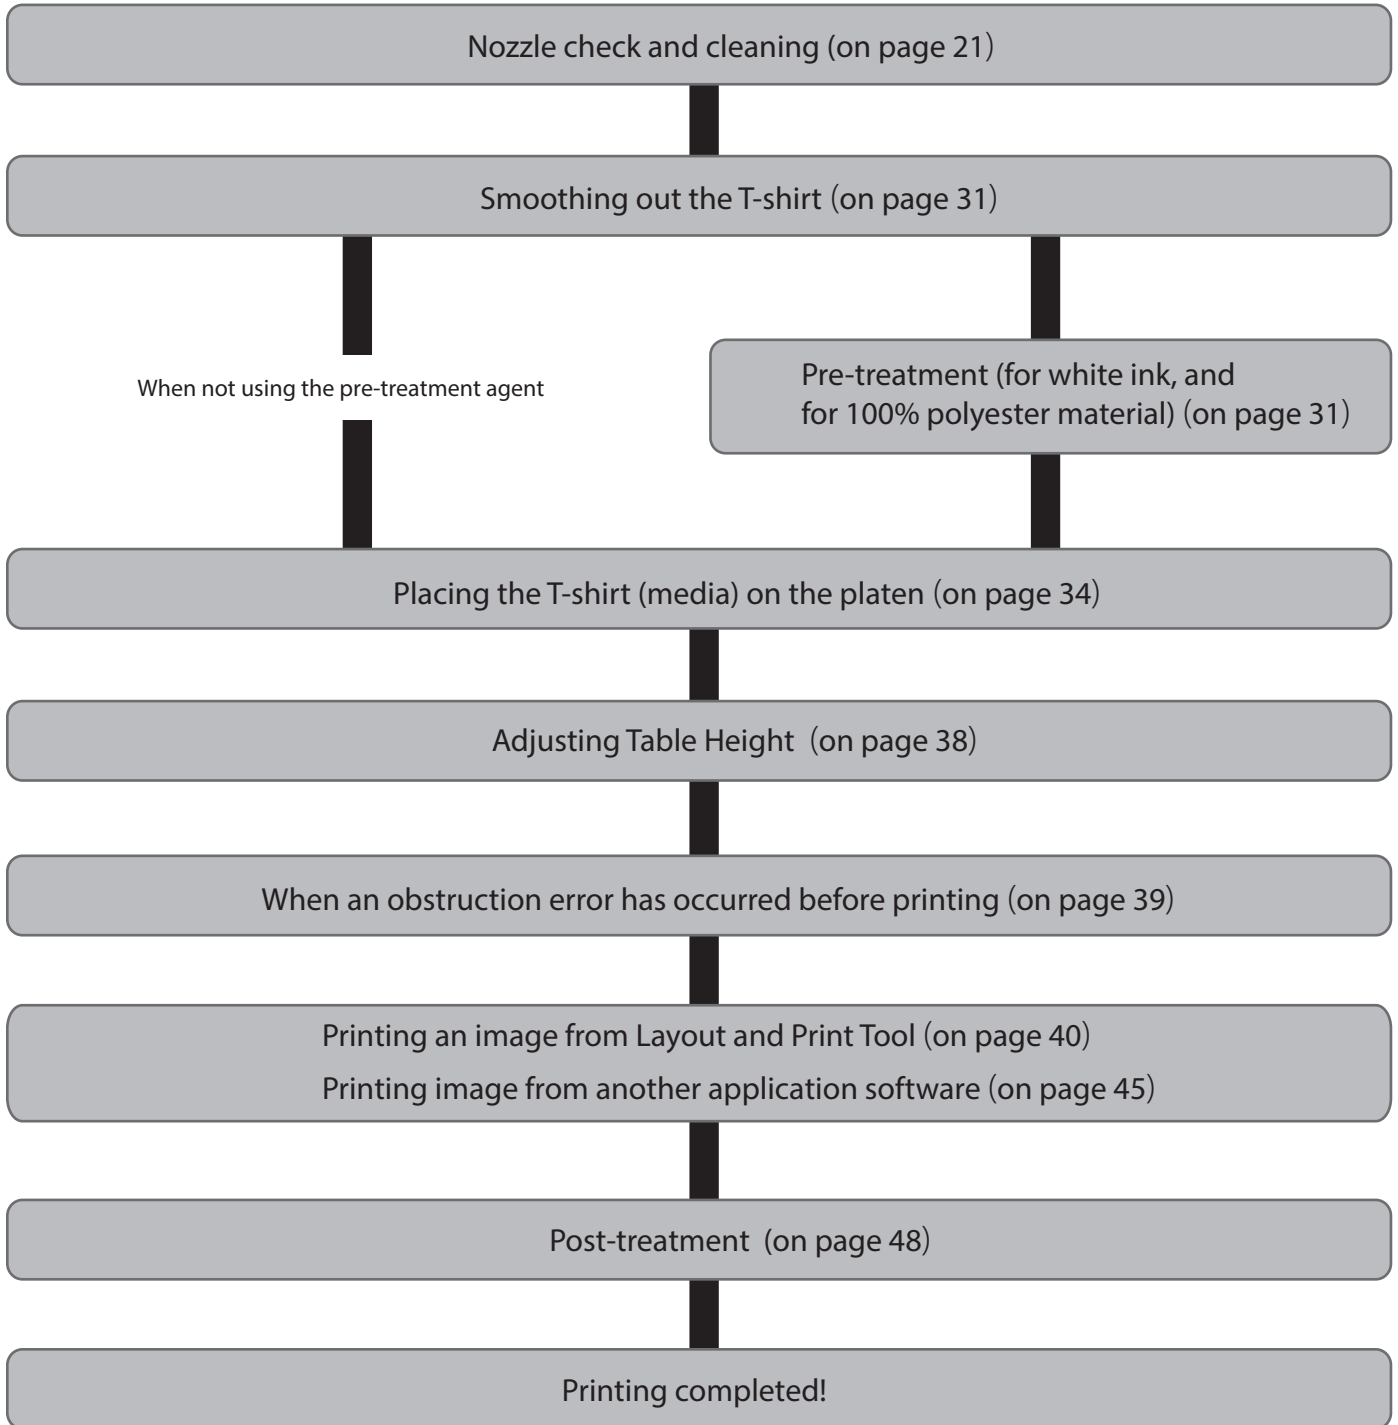 Nozzle check and cleaning (on page 21)
Smoothing out the T-shirt (on page 31)
When not using the pre-treatment agent
Pre-treatment (for white ink, and
for 100% polyester material) (on page 31)
Placing the T-shirt (media) on the platen (on page 34)
Adjusting Table Height (on page 38)
When an obstruction error has occurred before printing (on page 39)
Printing an image from Layout and Print Tool (on page 40)
Printing image from another application software (on page 45)
Post-treatment (on page 48)
Printing completed!